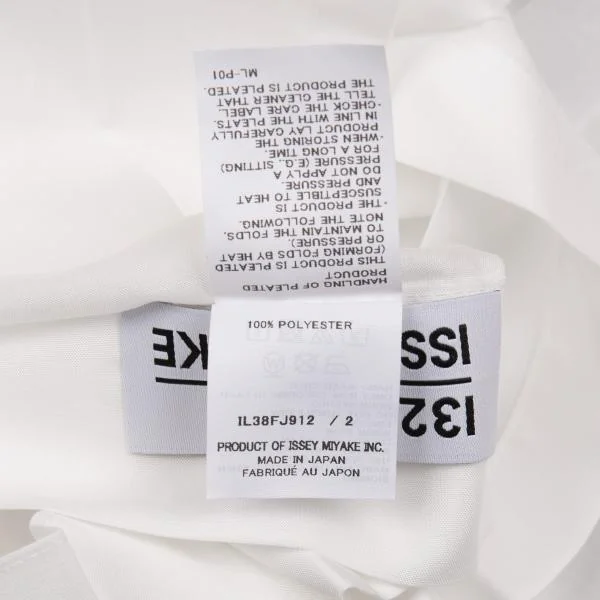 HANDLING OF PLEATED
PRODUCT
THIS PRODUCT IS PLEATED
(FORMING FOLDS BY HEAT
OR PRESSURE).
TO MAINTAIN THE FOLDS.
NOTE THE FOLLOWING.
・THE PRODUCT IS
SUSCEPTIBLE TO HEAT
AND PRESSURE.
DO NOT APPLY A
PRESSURE (E.G., SITTING)
FOR A LONG TIME.
・WHEN STORING THE
PRODUCT LAY CAREFULLY
IN LINE WITH THE PLEATS.
・CHECK THE CARE LABEL.
TELL THE CLEANER THAT
THE PRODUCT IS PLEATED.
ML-P01
100% POLYESTER
IL38FJ912 / 2
PRODUCT OF ISSEY MIYAKE INC.
MADE IN JAPAN
FABRIQUÉ AU JAPON
I32
ISS
KE